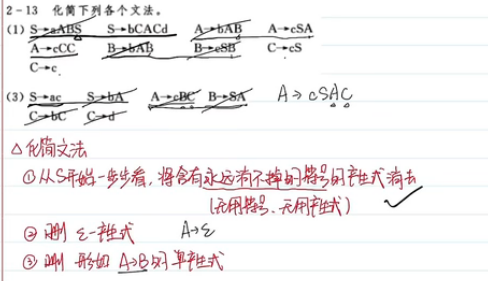 2-13 化简下列各个文法。
(1) S→aABS S→bCACd A→bAB A→cSA
A→cCC B→bAB B→cSB C→cS
C→c
(3) S→ac S→bA A→cBC B→SA A→cSAC
C→bC C→d
△化简文法
①从S开始一步步看,将含有永远消不掉的符号的产生式消去
(无用符号、无用产生式)
②删 ε-产生式 A→ε
③删 形如 A→B的单产生式